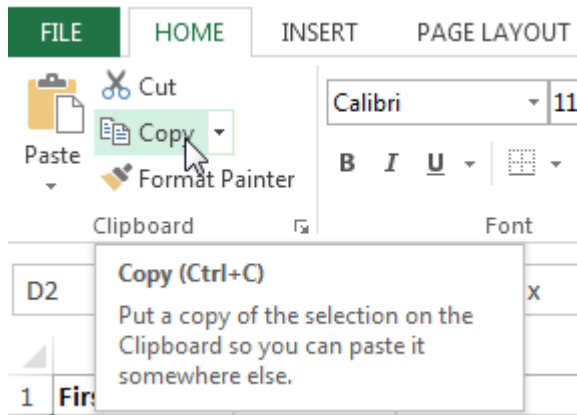 FILE HOME INSERT PAGE LAYOUT
Cut
Calibri 11
Copy
Paste
B I U
Format Painter
Clipboard Font
Copy (Ctrl+C)
D2 x
Put a copy of the selection on the
Clipboard so you can paste it
somewhere else.
1